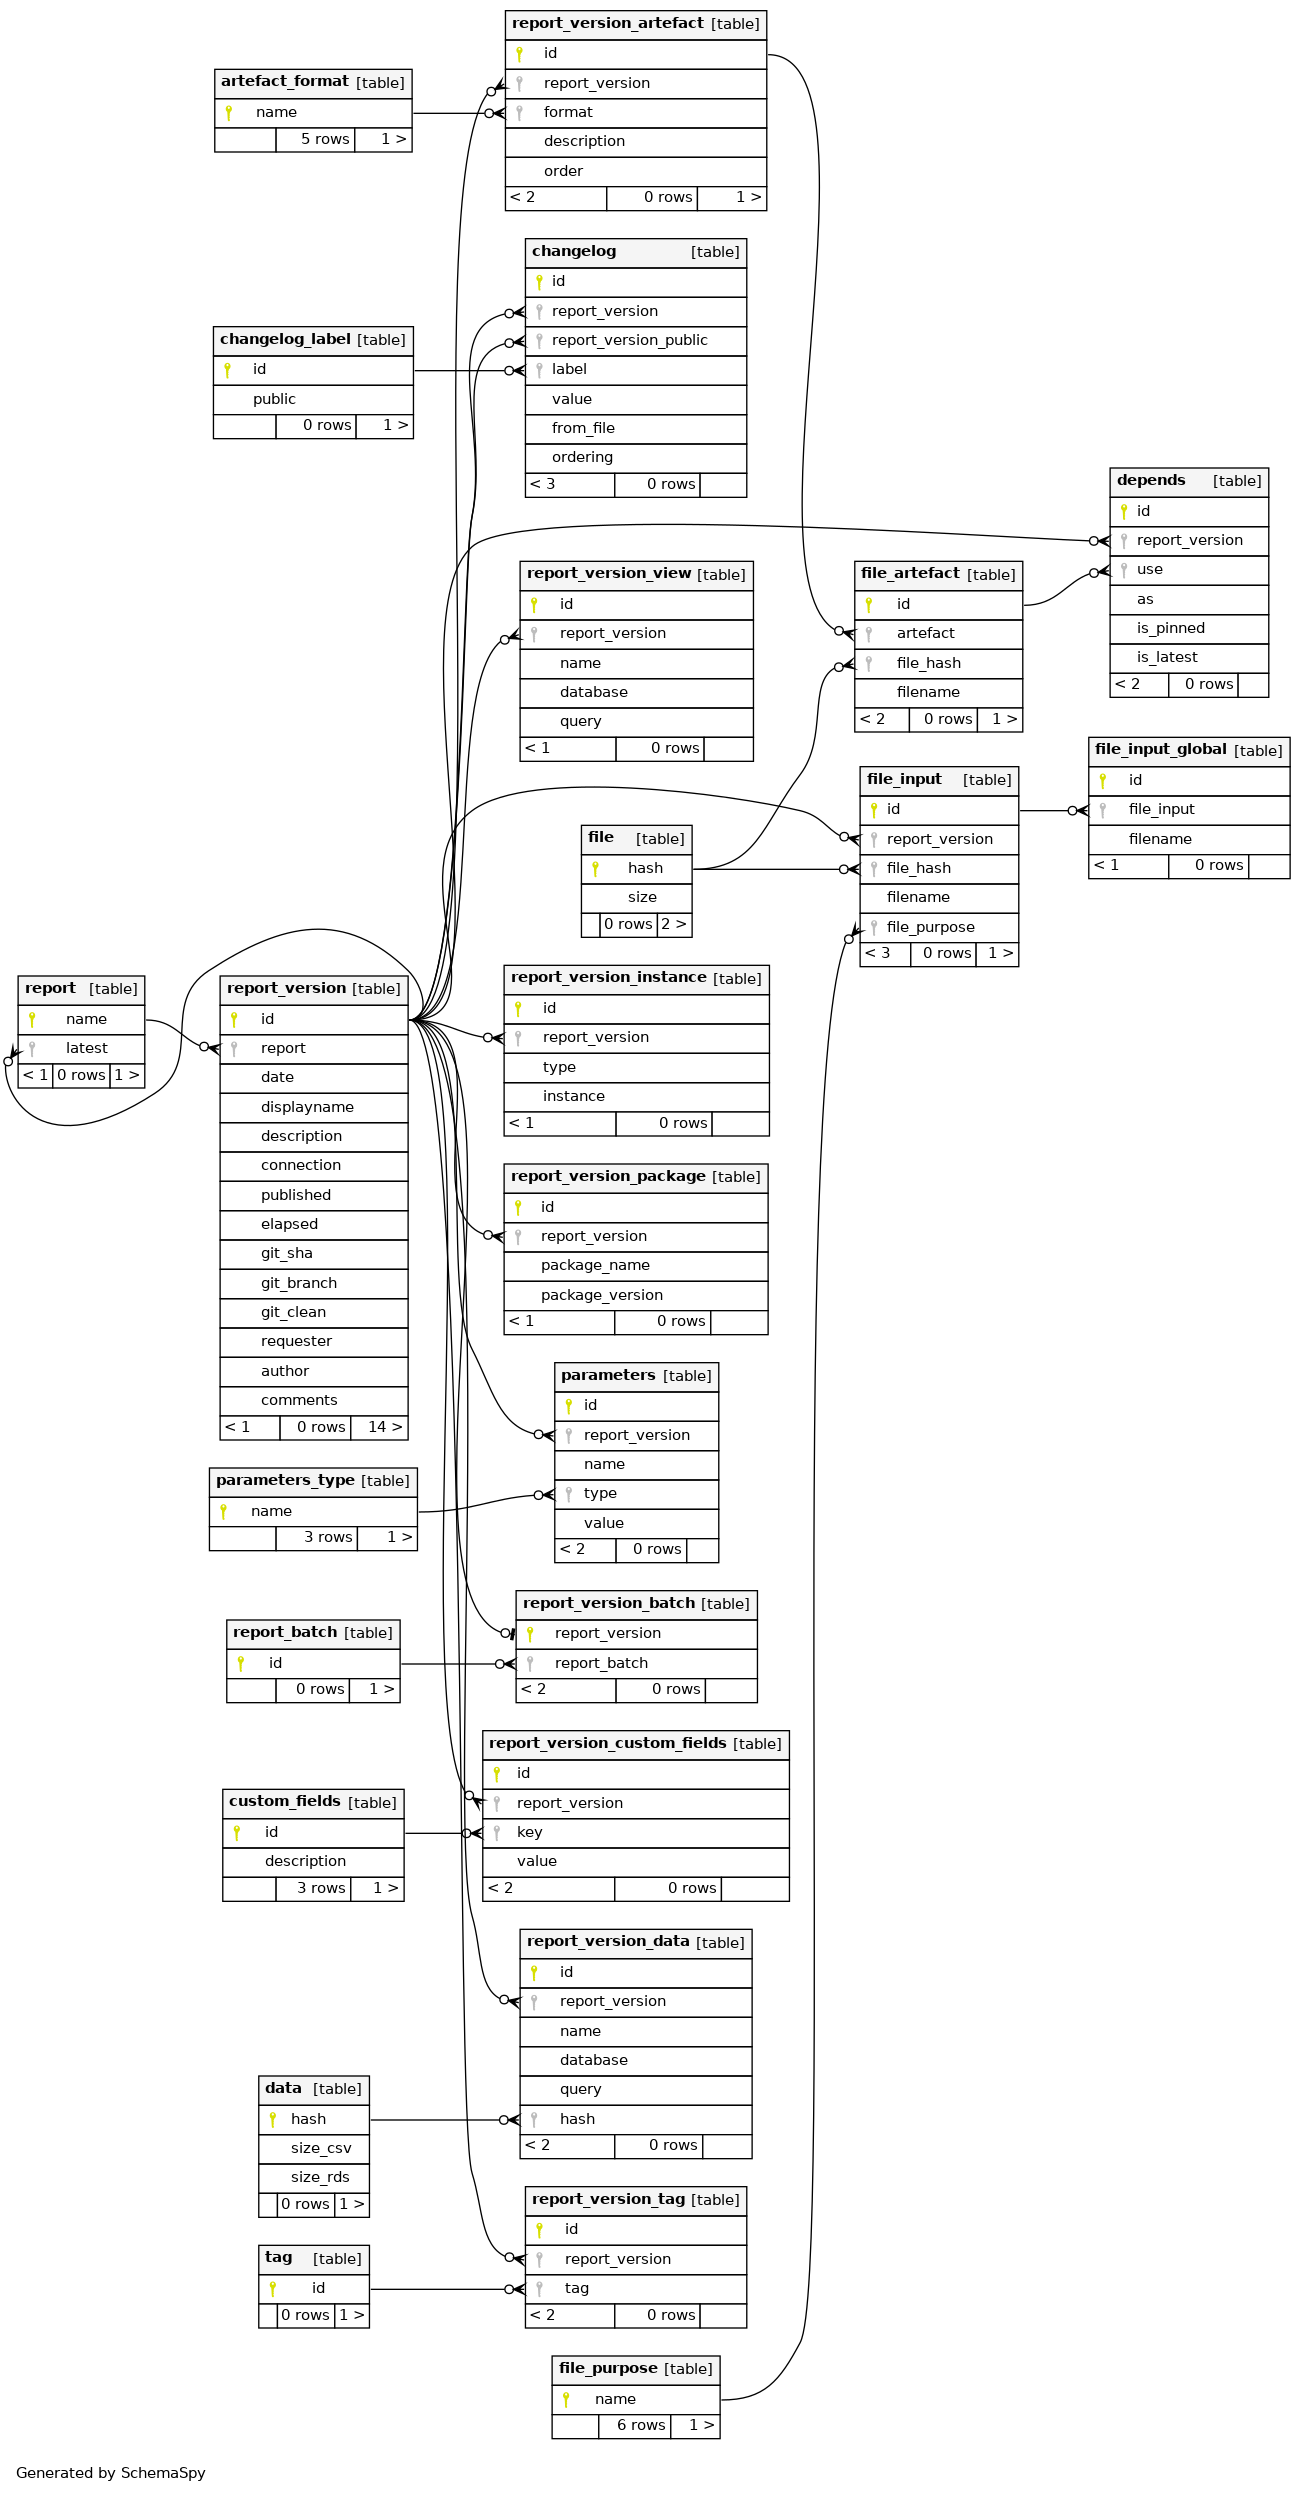 report_version_artefact [table]
id
report_version
format
description
order
< 2 0 rows 1 >
artefact_format [table]
name
5 rows 1 >
changelog [table]
id
report_version
report_version_public
label
value
from_file
ordering
< 3 0 rows
changelog_label [table]
id
public
0 rows 1 >
depends [table]
id
report_version
use
as
is_pinned
is_latest
< 2 0 rows
report_version_view [table]
id
report_version
name
database
query
< 1 0 rows
file_artefact [table]
id
artefact
file_hash
filename
< 2 0 rows 1 >
file_input_global [table]
id
file_input
filename
< 1 0 rows
file_input [table]
id
report_version
file_hash
filename
file_purpose
< 3 0 rows 1 >
file [table]
hash
size
0 rows 2 >
report [table]
name
latest
< 1 0 rows 1 >
report_version [table]
id
report
date
displayname
description
connection
published
elapsed
git_sha
git_branch
git_clean
requester
author
comments
< 1 0 rows 14 >
report_version_instance [table]
id
report_version
type
instance
< 1 0 rows
report_version_package [table]
id
report_version
package_name
package_version
< 1 0 rows
parameters [table]
id
report_version
name
type
value
< 2 0 rows
parameters_type [table]
name
3 rows 1 >
report_version_batch [table]
report_version
report_batch
< 2 0 rows
report_batch [table]
id
0 rows 1 >
report_version_custom_fields [table]
id
report_version
key
value
< 2 0 rows
custom_fields [table]
id
description
3 rows 1 >
report_version_data [table]
id
report_version
name
database
query
hash
< 2 0 rows
data [table]
hash
size_csv
size_rds
0 rows 1 >
report_version_tag [table]
id
report_version
tag
< 2 0 rows
tag [table]
id
0 rows 1 >
file_purpose [table]
name
6 rows 1 >
Generated by SchemaSpy